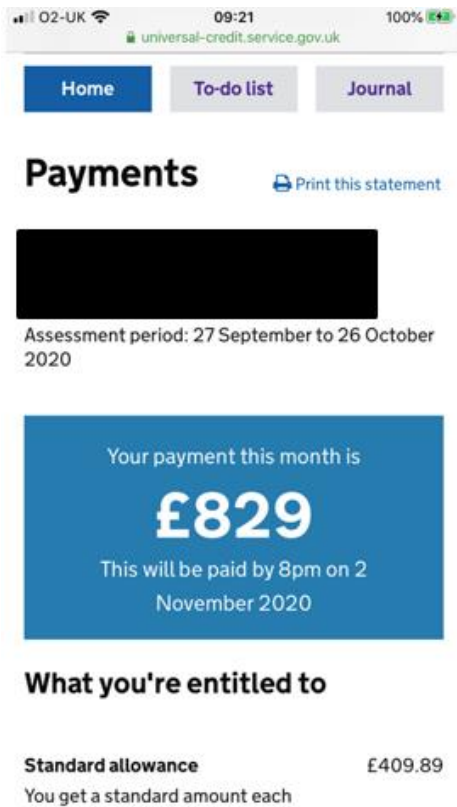 O2-UK 09:21 100%
universal-credit.service.gov.uk
Home To-do list Journal
Payments Print this statement
Assessment period: 27 September to 26 October
2020
Your payment this month is
£829
This will be paid by 8pm on 2
November 2020
What you're entitled to
Standard allowance £409.89
You get a standard amount each